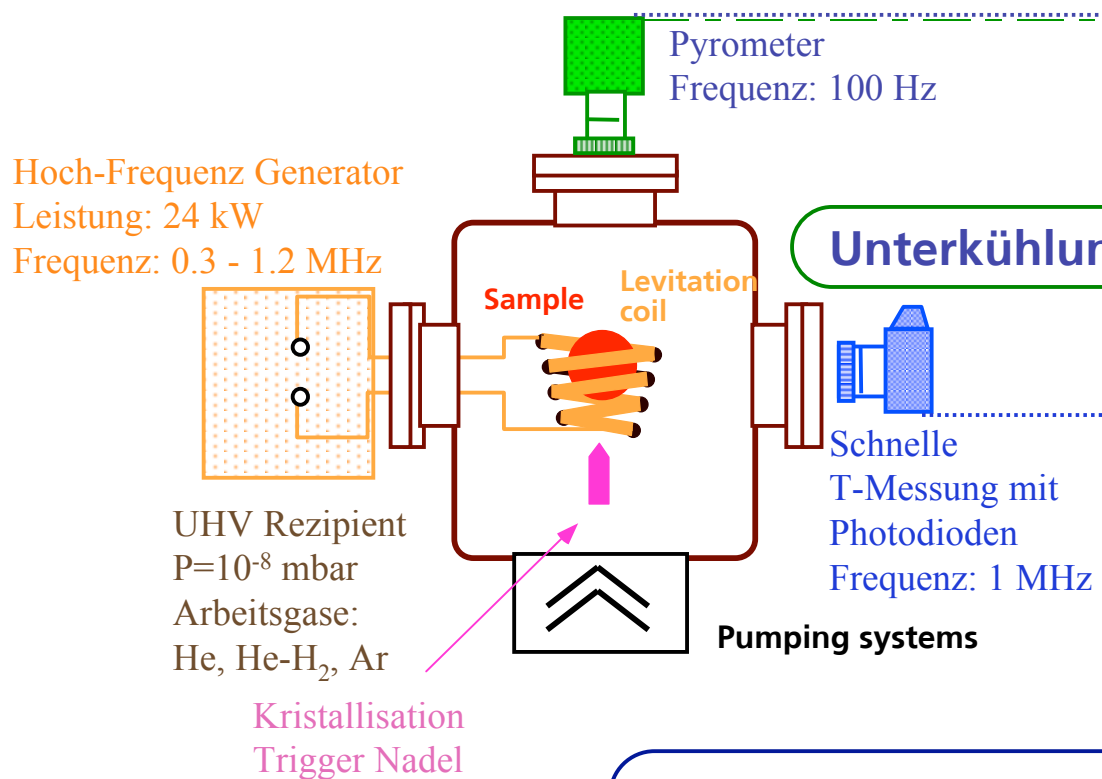 Pyrometer
Frequenz: 100 Hz
Hoch-Frequenz Generator
Leistung: 24 kW
Frequenz: 0.3 - 1.2 MHz
Unterkühlun
Sample
Levitation
coil
Schnelle
T-Messung mit
Photodioden
Frequenz: 1 MHz
UHV Rezipient
P=10⁻⁸ mbar
Arbeitsgase:
He, He-H₂, Ar
Pumping systems
Kristallisation
Trigger Nadel